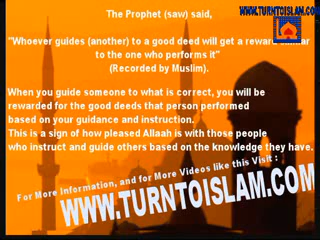 WWW.TURNTOISLAM.COM
The Prophet (saw) said,
"Whoever guides (another) to a good deed will get a reward
to the one who performs it"
(Recorded by Muslim).
When you guide someone to what is correct, you will be
rewarded for the good deeds that person performed
based on your guidance and instruction.
This is a sign of how pleased Allaah is with those people
who instruct and guide others based on the knowledge they have.
For More Information, and for More Videos like this Visit :
WWW.TURNTOISLAM.COM